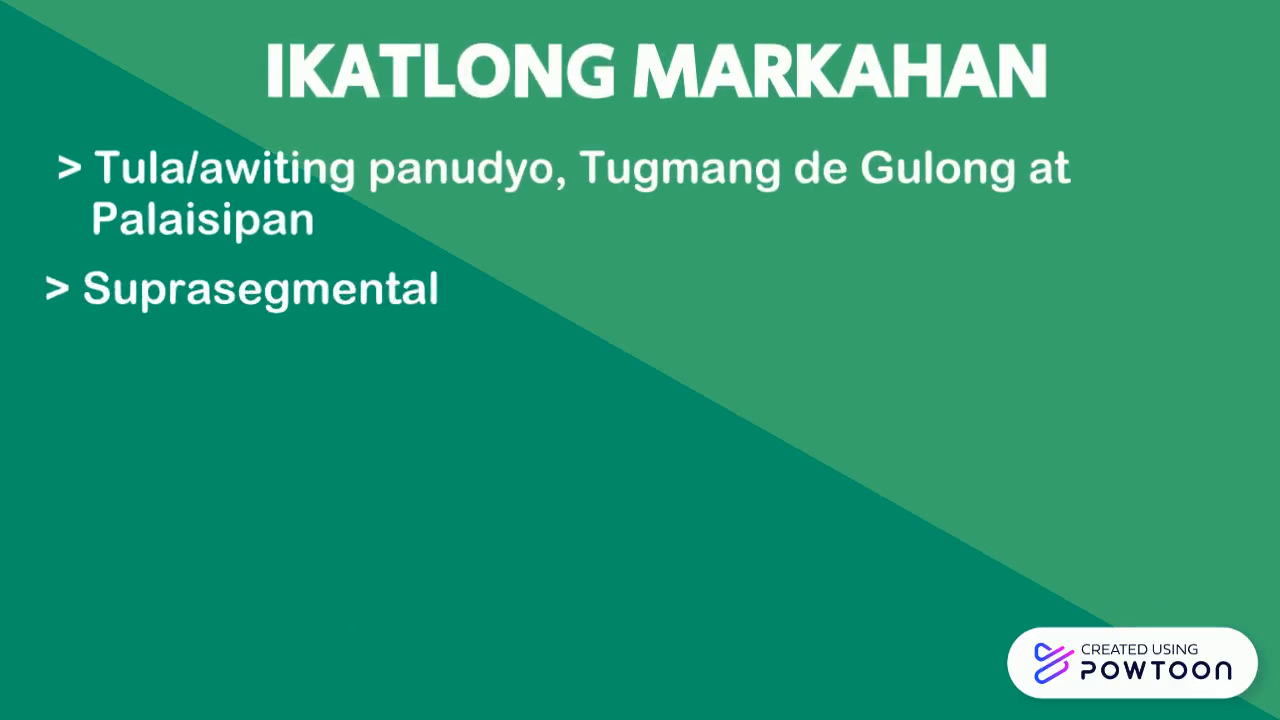 IKATLONG MARKAHAN
> Tula/awiting panudyo, Tugmang de Gulong at
Palaisipan
> Suprasegmental
CREATED USING
POWTOON